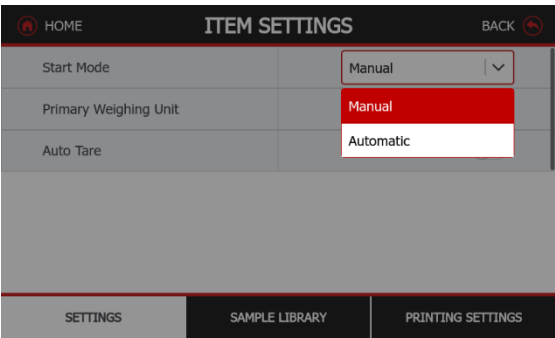 HOME ITEM SETTINGS BACK
Start Mode Manual
Primary Weighing Unit Manual
Auto Tare Automatic
SETTINGS SAMPLE LIBRARY PRINTING SETTINGS